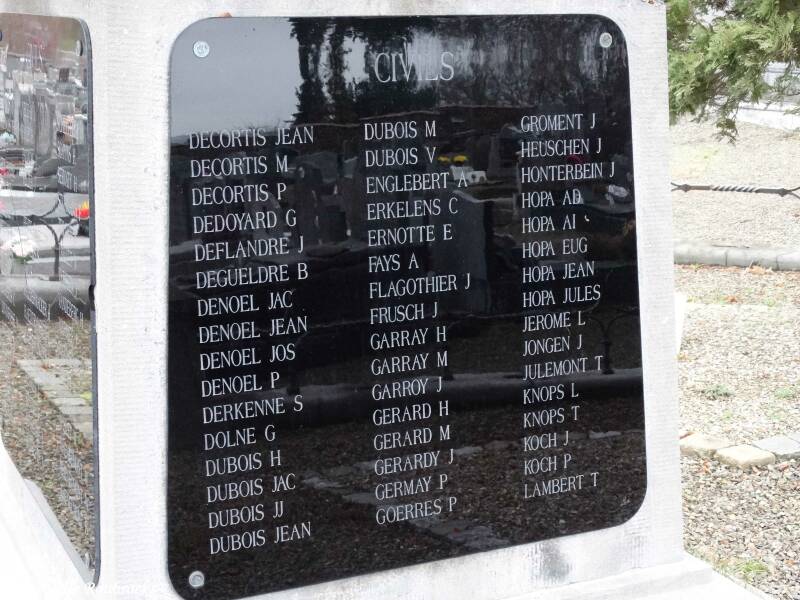 CIVILS
DECORTIS JEAN
DECORTIS M
DECORTIS P
DEDOYARD G
DEFLANDRE J
DEGUELDRE B
DENOEL JAC
DENOEL JEAN
DENOEL JOS
DENOEL P
DERKENNE S
DOLNE G
DUBOIS H
DUBOIS JAC
DUBOIS JJ
DUBOIS JEAN
DUBOIS M
DUBOIS V
ENGLEBERT A
ERKELENS C
ERNOTTE E
FAYS A
FLAGOTHIER J
FRUSCH J
GARRAY H
GARRAY M
GARROY J
GERARD H
GERARD M
GERARDY J
GERMAY P
GOERRES P
GROMENT J
HEUSCHEN J
HONTERBEIN J
HOPA AD
HOPA AI
HOPA EUG
HOPA JEAN
HOPA JULES
JEROME L
JONGEN J
JULEMONT T
KNOPS L
KNOPS T
KOCH J
KOCH P
LAMBERT T